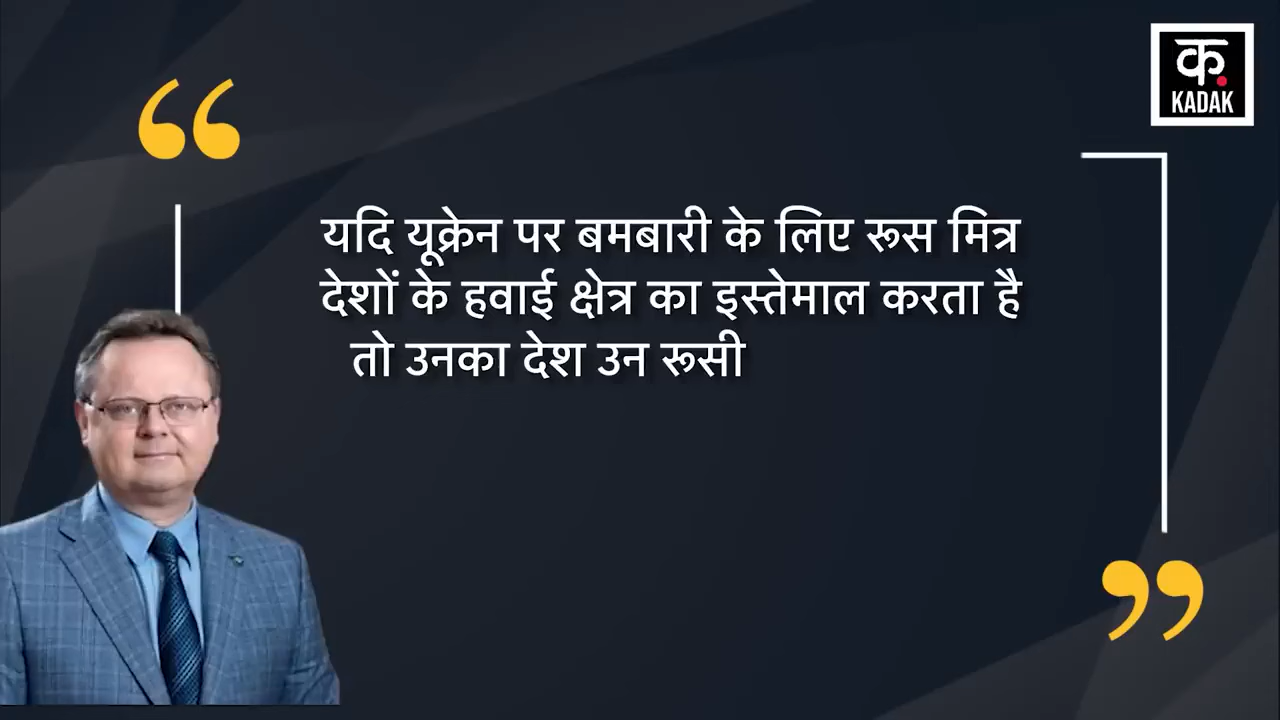 क
KADAK
यदि यूक्रेन पर बमबारी के लिए रूस मित्र
देशों के हवाई क्षेत्र का इस्तेमाल करता है
तो उनका देश उन रूसी